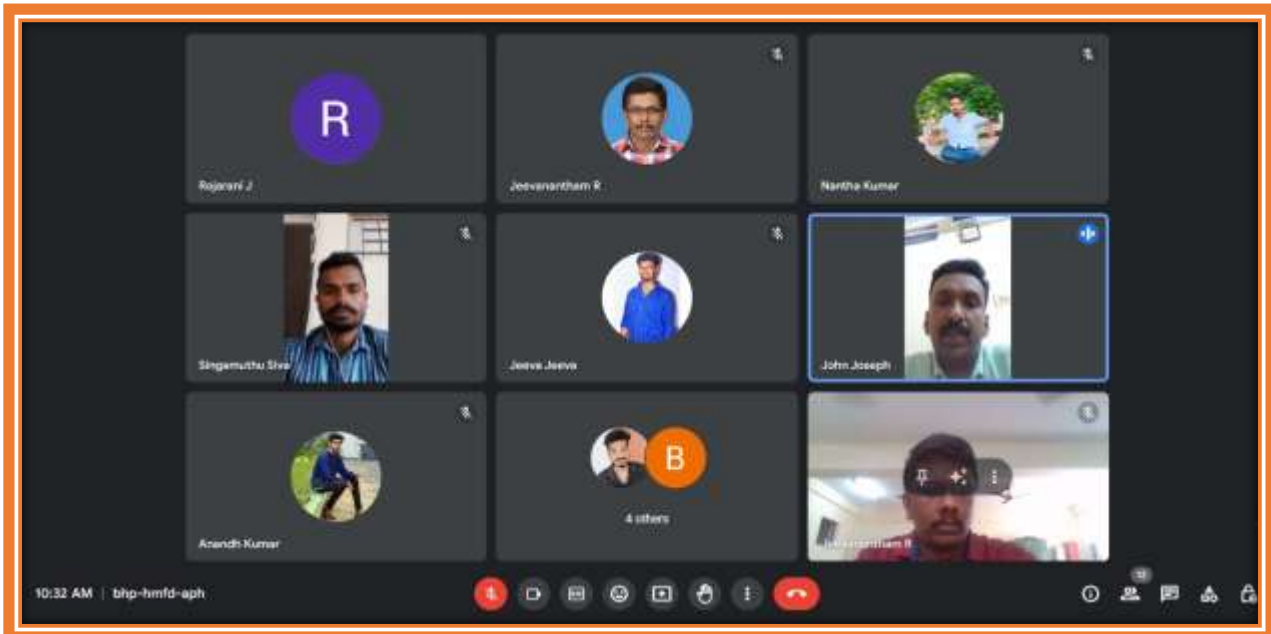 R
Rojarani J
Jeevanantham R
Nantha Kumar
Singamuthu Siva
Jeeva Jeeva
John Joseph
Anandh Kumar
B
4 others
10:32 AM | bhp-hmfd-aph
12